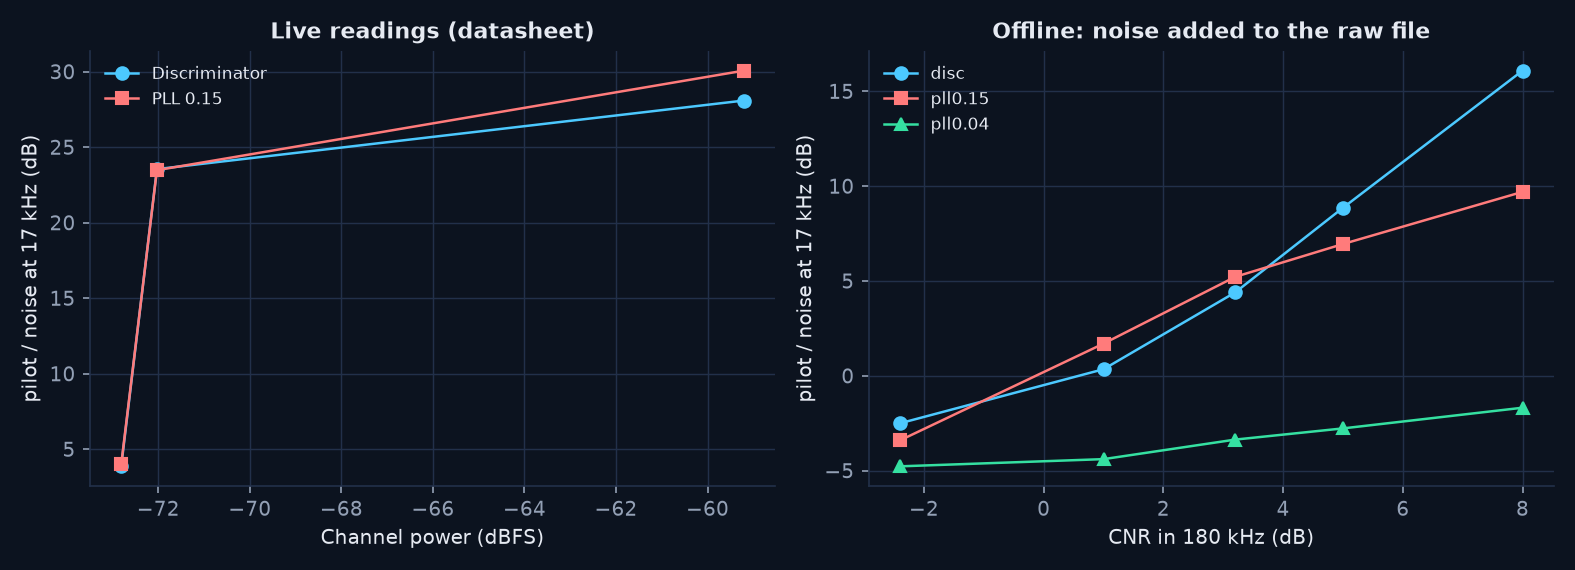 Live readings (datasheet)
Discriminator
PLL 0.15
pilot / noise at 17 kHz (dB)
30
25
20
15
10
5
−72
−70
−68
−66
−64
−62
−60
Channel power (dBFS)
Offline: noise added to the raw file
disc
pll0.15
pll0.04
pilot / noise at 17 kHz (dB)
15
10
5
0
−5
−2
0
2
4
6
8
CNR in 180 kHz (dB)